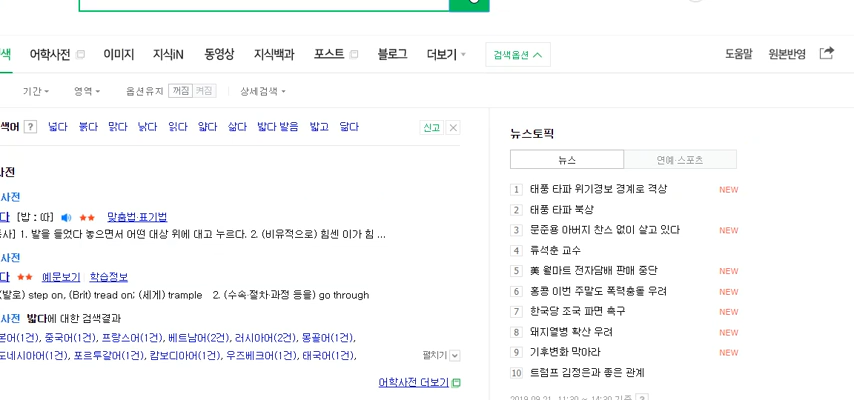 색 어학사전 이미지 지식iN 동영상 지식백과 포스트 블로그 더보기 검색옵션 도움말 원본반영
기간 영역 옵션유지 꺼짐 켜짐 상세검색
색어 ? 넓다 붉다 맑다 낡다 읽다 얇다 삶다 밟다 발음 밟고 닮다 신고
사전
사전
다 [밥ː따] 맞춤법·표기법
동사] 1. 발을 들었다 놓으면서 어떤 대상 위에 대고 누르다. 2. (비유적으로) 힘센 이가 힘 ...
사전
다 예문보기 학습정보
(발로) step on, (Brit) tread on; (세게) trample 2. (수속·절차·과정 등을) go through
사전 밟다에 대한 검색결과
본어(1건), 중국어(1건), 프랑스어(1건), 베트남어(2건), 러시아어(2건), 몽골어(1건),
도네시아어(1건), 포르투갈어(1건), 캄보디아어(1건), 우즈베크어(1건), 태국어(1건),
펼치기
어학사전 더보기
뉴스토픽
뉴스 연예·스포츠
1 태풍 타파 위기경보 경계로 격상 NEW
2 태풍 타파 북상
3 문준용 아버지 찬스 없이 살고 있다 NEW
4 류석춘 교수
5 美 월마트 전자담배 판매 중단 NEW
6 홍콩 이번 주말도 폭력충돌 우려 NEW
7 한국당 조국 파면 촉구 NEW
8 돼지열병 확산 우려 NEW
9 기후변화 막아라 NEW
10 트럼프 김정은과 좋은 관계
2019.09.21. 11:30 ~ 14:30 기준 ?